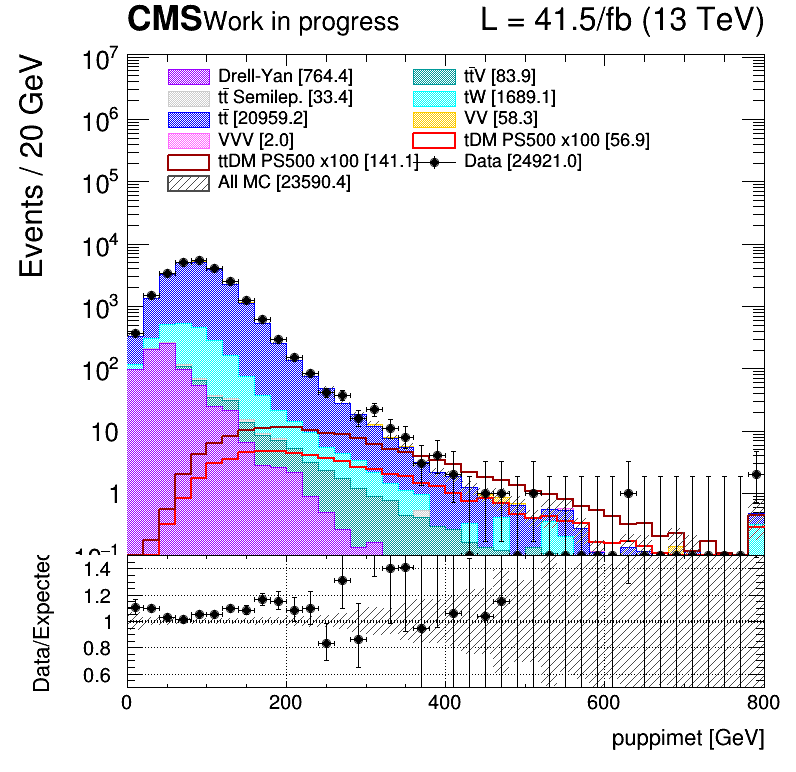 CMS Work in progress L = 41.5/fb (13 TeV)
Events / 20 GeV
10⁷
10⁶
10⁵
10⁴
10³
10²
10
1
10⁻¹
Drell-Yan [764.4] tt̄V [83.9]
tt̄ Semilep. [33.4] tW [1689.1]
tt̄ [20959.2] VV [58.3]
VVV [2.0] tDM PS500 x100 [56.9]
ttDM PS500 x100 [141.1] Data [24921.0]
All MC [23590.4]
Data/Expected
1.4
1.2
1
0.8
0.6
0 200 400 600 800
puppimet [GeV]